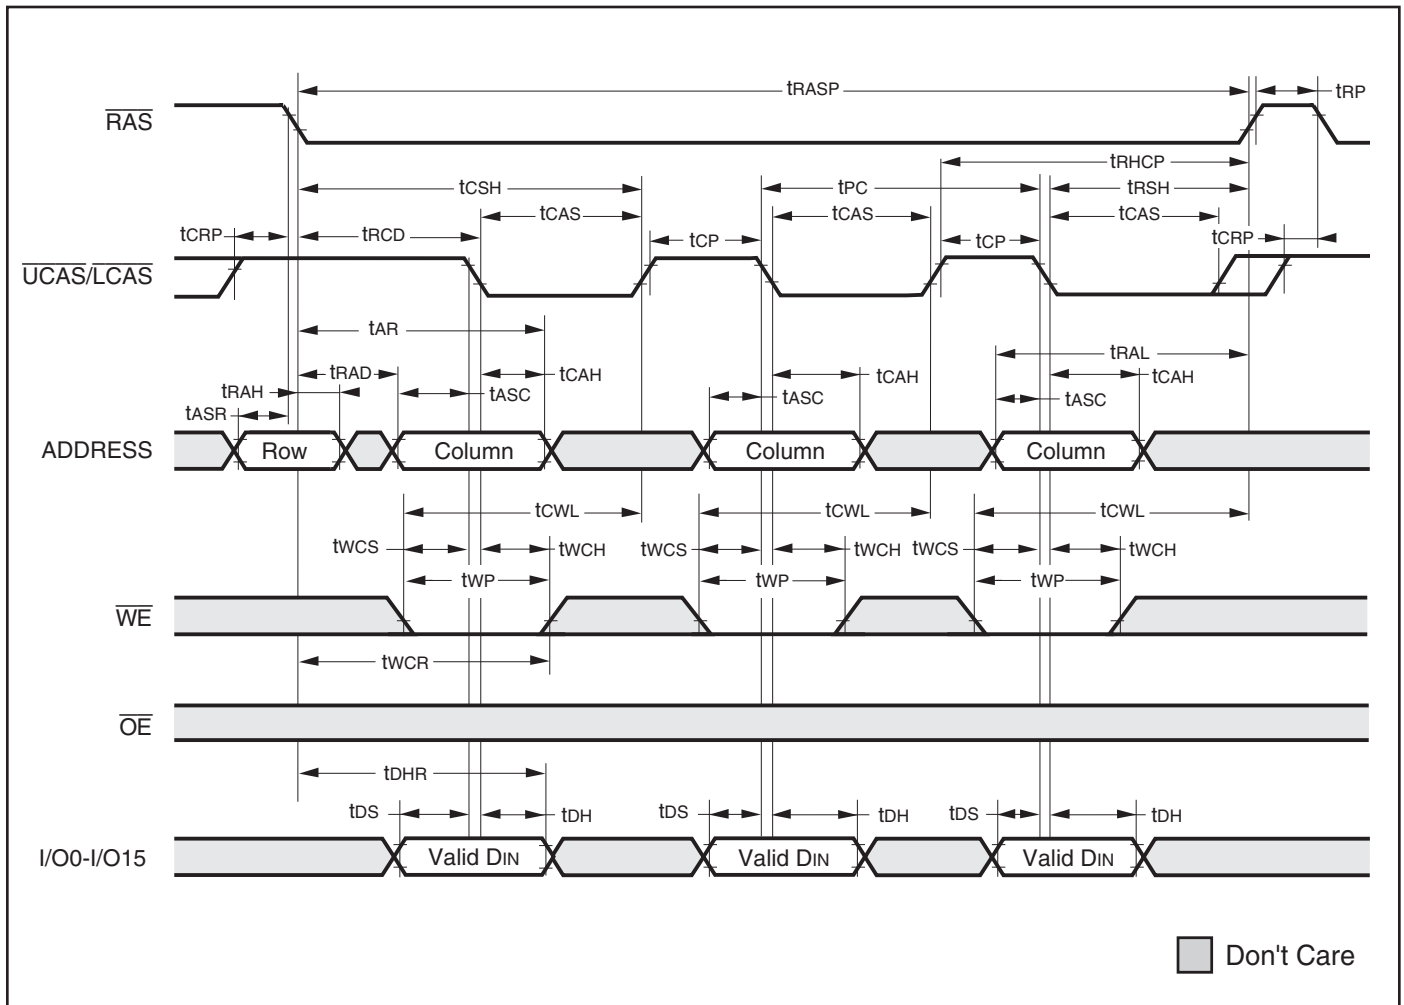 tRASP
tRP
RAS
tRHCP
tCSH tPC tRSH
tCAS tCAS tCAS
tCRP tRCD tCP tCP tCRP
UCAS/LCAS
tAR
tRAL
tRAD tCAH tCAH tCAH
tRAH tASC tASC tASC
tASR
ADDRESS Row Column Column Column
tCWL tCWL tCWL
tWCS tWCH tWCS tWCH tWCS tWCH
tWP tWP tWP
WE
tWCR
OE
tDHR
tDS tDH tDS tDH tDS tDH
I/O0-I/O15 Valid DIN Valid DIN Valid DIN
Don't Care